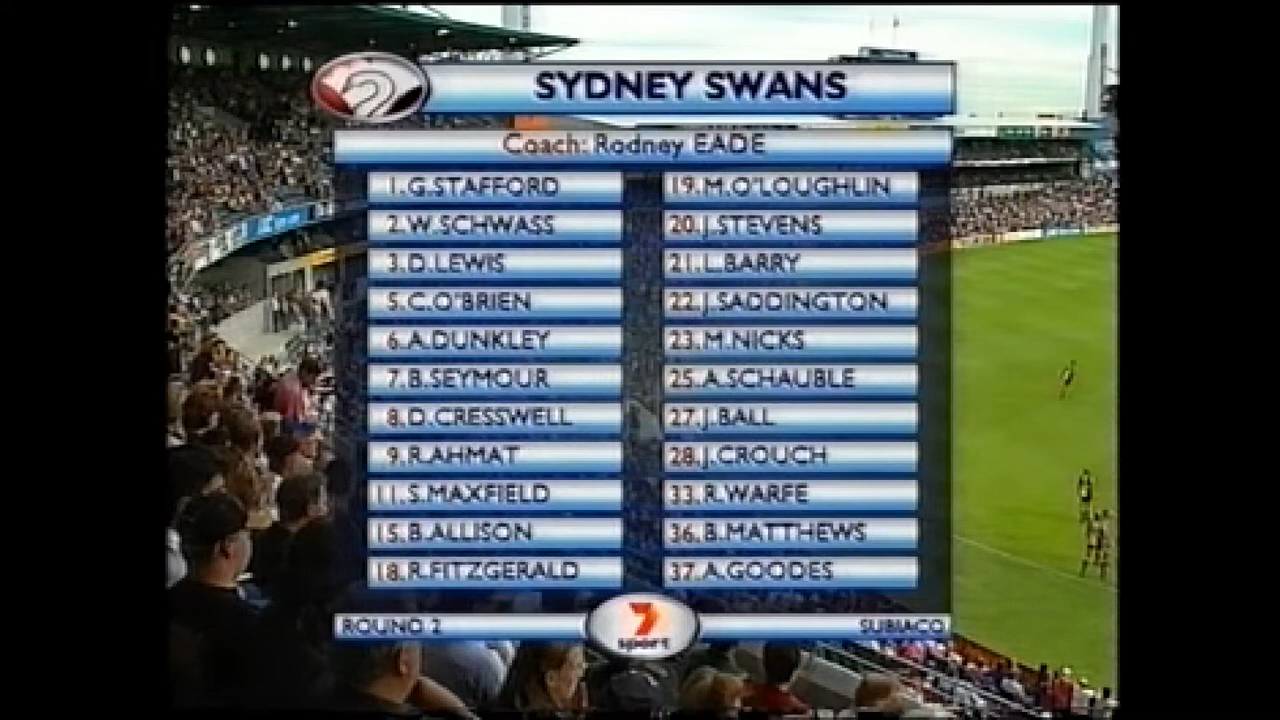 SYDNEY SWANS
Coach: Rodney EADE
1. G.STAFFORD
2. W.SCHWASS
3. D.LEWIS
5. C.O'BRIEN
6. A.DUNKLEY
7. B.SEYMOUR
8. D.CRESSWELL
9. R.AHMAT
11. S.MAXFIELD
15. B.ALLISON
18. R.FITZGERALD
19. M.O'LOUGHLIN
20. J.STEVENS
21. L.BARRY
22. J.SADDINGTON
23. M.NICKS
25. A.SCHAUBLE
27. J.BALL
28. J.CROUCH
33. R.WARFE
36. B.MATTHEWS
37. A.GOODES
ROUND 2
7 sport
SUBIACO